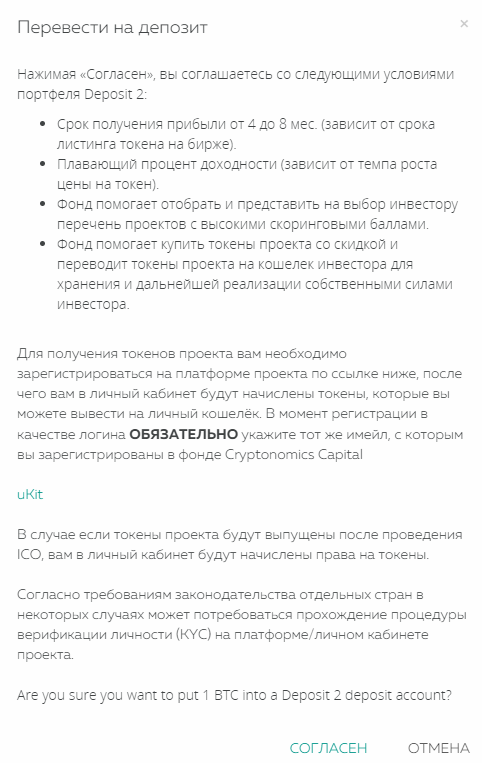 Перевести на депозит
×
Нажимая «Согласен», вы соглашаетесь со следующими условиями
портфеля Deposit 2:
• Срок получения прибыли от 4 до 8 мес. (зависит от срока
листинга токена на бирже).
• Плавающий процент доходности (зависит от темпа роста
цены на токен).
• Фонд помогает отобрать и представить на выбор инвестору
перечень проектов с высокими скоринговыми баллами.
• Фонд помогает купить токены проекта со скидкой и
переводит токены проекта на кошелек инвестора для
хранения и дальнейшей реализации собственными силами
инвестора.
Для получения токенов проекта вам необходимо
зарегистрироваться на платформе проекта по ссылке ниже, после
чего вам в личный кабинет будут начислены токены, которые вы
можете вывести на личный кошелёк. В момент регистрации в
качестве логина ОБЯЗАТЕЛЬНО укажите тот же имейл, с которым
вы зарегистрированы в фонде Cryptonomics Capital
uKit
В случае если токены проекта будут выпущены после проведения
ICO, вам в личный кабинет будут начислены права на токены.
Согласно требованиям законодательства отдельных стран в
некоторых случаях может потребоваться прохождение процедуры
верификации личности (KYC) на платформе/личном кабинете
проекта.
Are you sure you want to put 1 BTC into a Deposit 2 deposit account?
СОГЛАСЕН ОТМЕНА